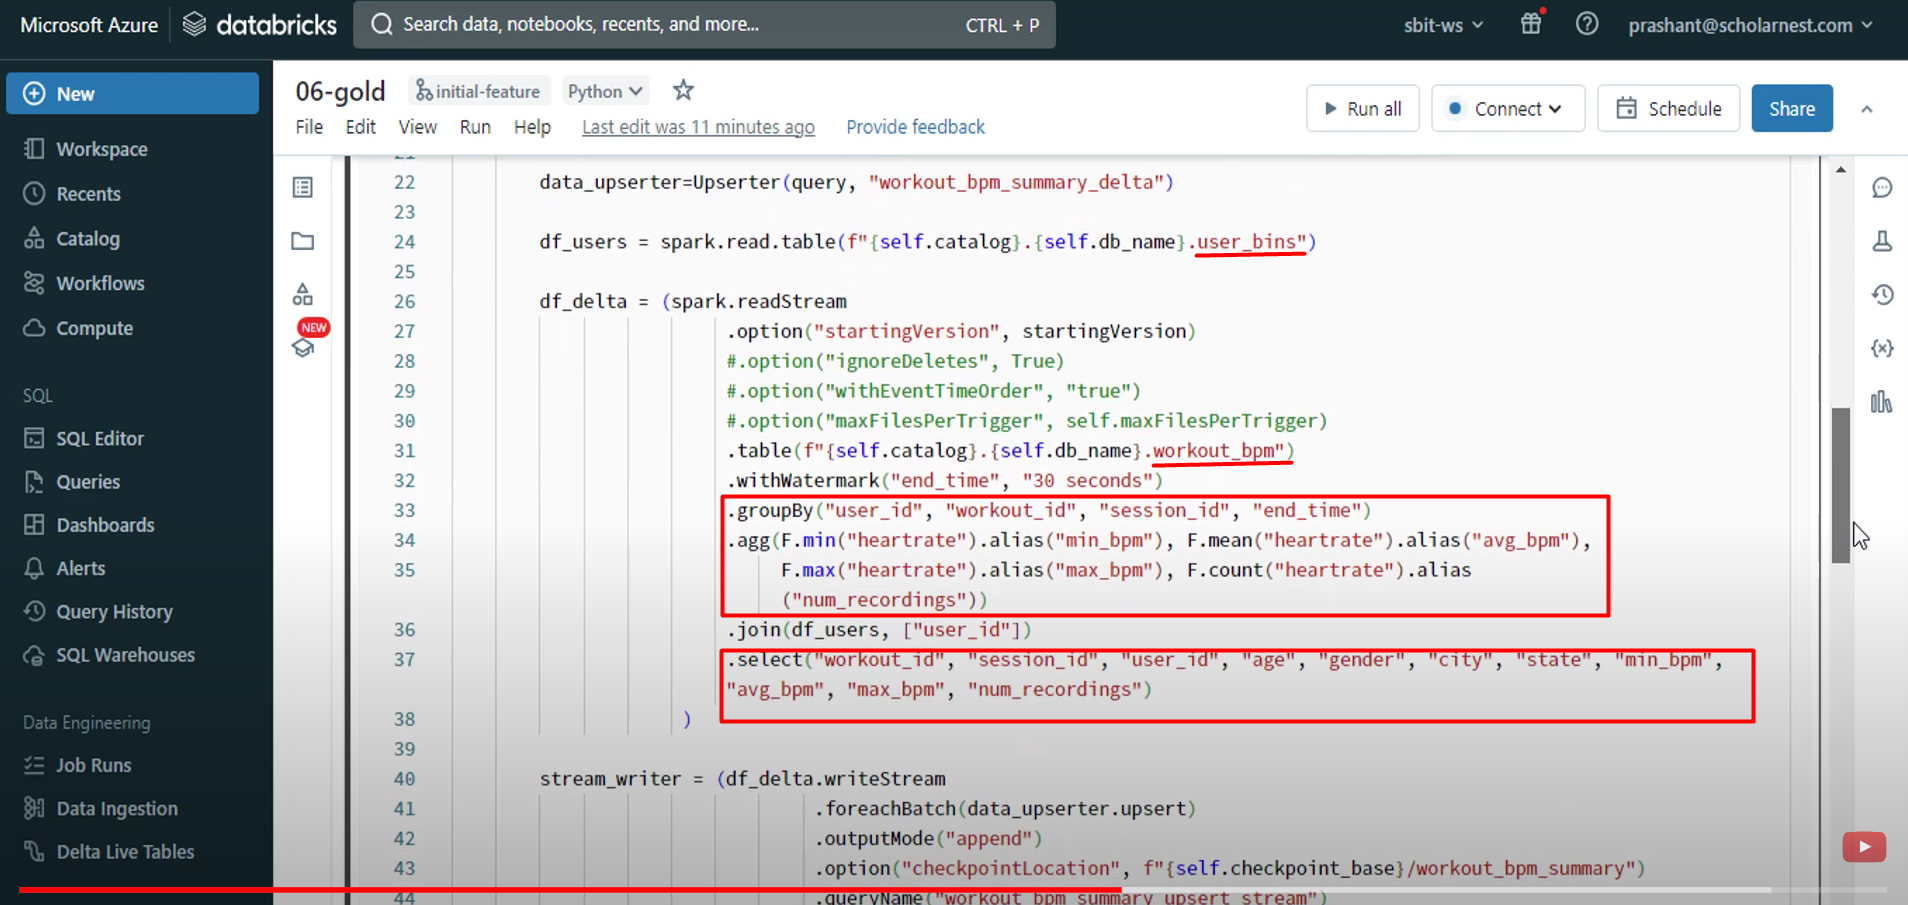 Microsoft Azure databricks Search data, notebooks, recents, and more... CTRL + P sbit-ws prashant@scholarnest.com
New
Workspace
Recents
Catalog
Workflows
Compute
SQL
SQL Editor
Queries
Dashboards
Alerts
Query History
SQL Warehouses
Data Engineering
Job Runs
Data Ingestion
Delta Live Tables
06-gold initial-feature Python
File Edit View Run Help Last edit was 11 minutes ago Provide feedback
Run all Connect Schedule Share
NEW
21
22 data_upserter=Upserter(query, "workout_bpm_summary_delta")
23
24 df_users = spark.read.table(f"{self.catalog}.{self.db_name}.user_bins")
25
26 df_delta = (spark.readStream
27 .option("startingVersion", startingVersion)
28 #.option("ignoreDeletes", True)
29 #.option("withEventTimeOrder", "true")
30 #.option("maxFilesPerTrigger", self.maxFilesPerTrigger)
31 .table(f"{self.catalog}.{self.db_name}.workout_bpm")
32 .withWatermark("end_time", "30 seconds")
33 .groupBy("user_id", "workout_id", "session_id", "end_time")
34 .agg(F.min("heartrate").alias("min_bpm"), F.mean("heartrate").alias("avg_bpm"),
35 F.max("heartrate").alias("max_bpm"), F.count("heartrate").alias
("num_recordings"))
36 .join(df_users, ["user_id"])
37 .select("workout_id", "session_id", "user_id", "age", "gender", "city", "state", "min_bpm",
"avg_bpm", "max_bpm", "num_recordings")
38 )
39
40 stream_writer = (df_delta.writeStream
41 .foreachBatch(data_upserter.upsert)
42 .outputMode("append")
43 .option("checkpointLocation", f"{self.checkpoint_base}/workout_bpm_summary")
44 .queryName("workout_bpm_summary_upsert_stream")